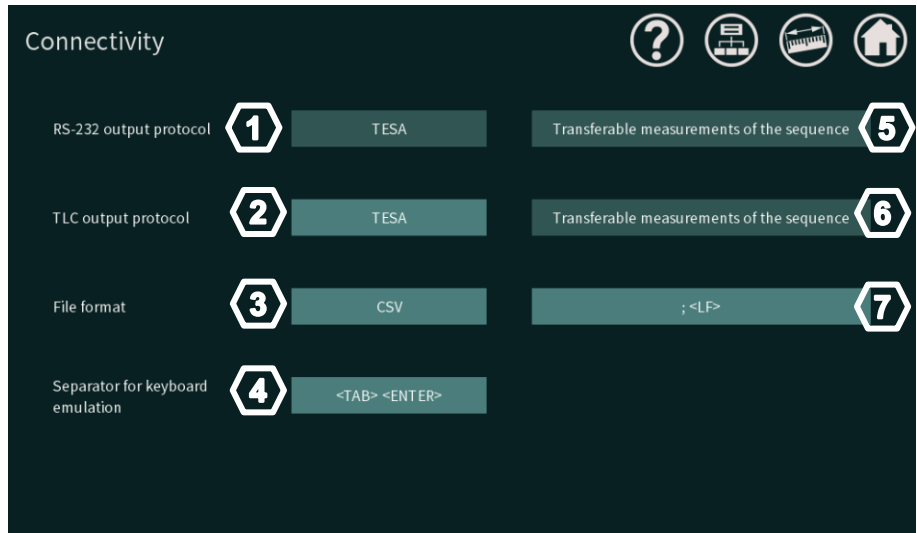 Connectivity
?
RS-232 output protocol 1 TESA Transferable measurements of the sequence 5
TLC output protocol 2 TESA Transferable measurements of the sequence 6
File format 3 CSV ; <LF> 7
Separator for keyboard
emulation 4 <TAB> <ENTER>